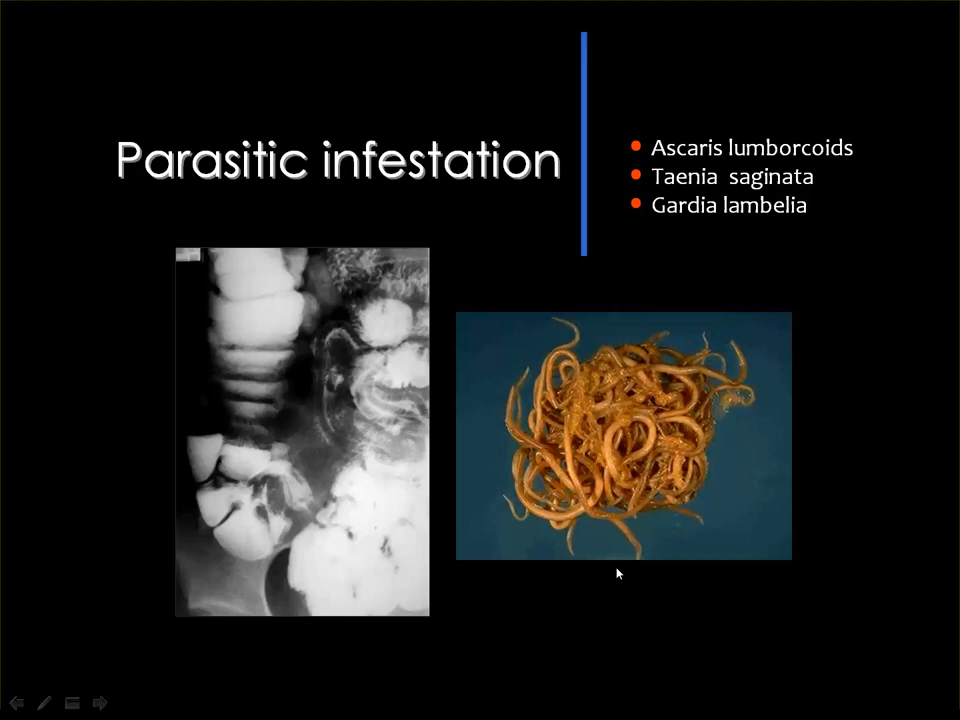 Parasitic infestation
Ascaris lumborcoids
Taenia saginata
Gardia lambelia